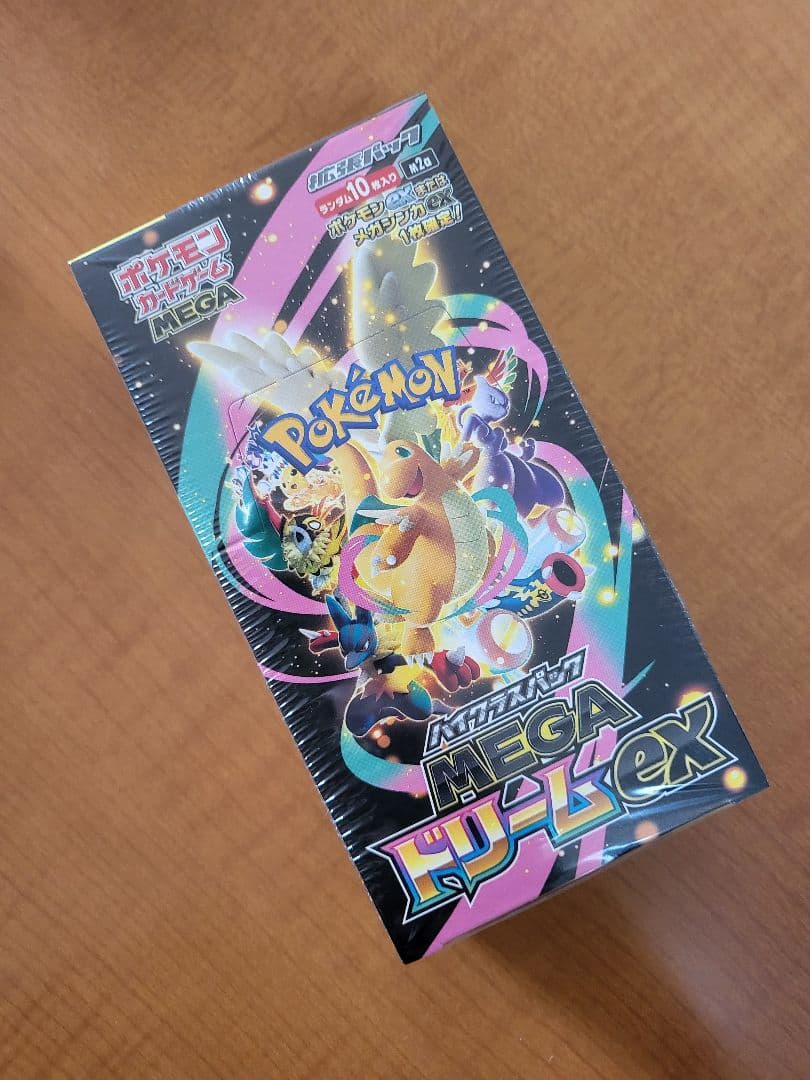 拡張パック
ランダム10枚入り
m2a
ポケモンexまたは
メガシンカex
1枚確定!
ポケモン
カードゲーム
MEGA
POKéMON
ハイクラスパック
MEGA
ドリームex